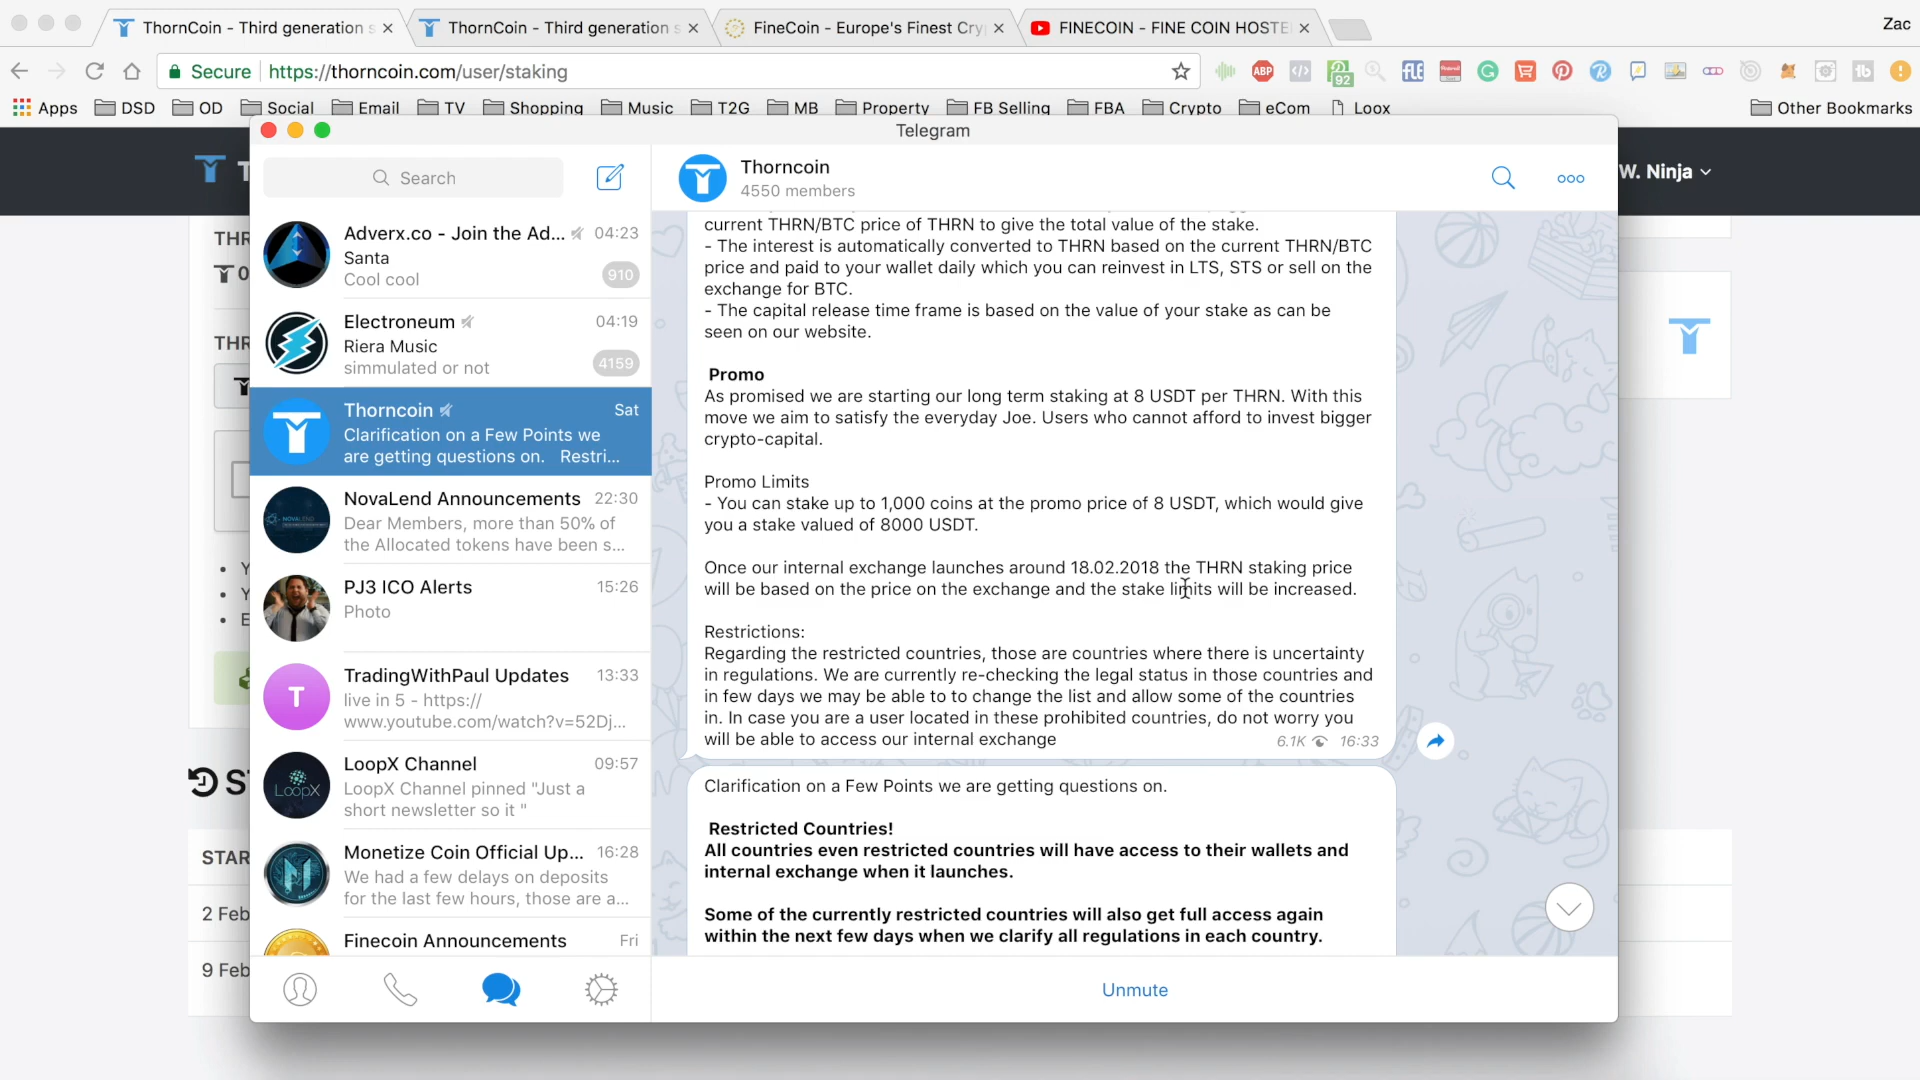 ThornCoin - Third generation s
ThornCoin - Third generation
FineCoin - Europe's Finest Cry
FINECOIN - FINE COIN HOSTE
Zac
Secure
https://thorncoin.com/user/staking
ABP
92
Apps
DSD
OD
Social
Email
TV
Shopping
Music
T2G
MB
Property
FB Selling
FBA
Crypto
eCom
Loox
Other Bookmarks
Telegram
W. Ninja
Search
Thorncoin
4550 members
Adverx.co - Join the Ad... 04:23
Santa
Cool cool
910
Electroneum 04:19
Riera Music
simmulated or not
4159
Thorncoin Sat
Clarification on a Few Points we
are getting questions on. Restri...
NovaLend Announcements 22:30
Dear Members, more than 50% of
the Allocated tokens have been s...
PJ3 ICO Alerts 15:26
Photo
T
TradingWithPaul Updates 13:33
live in 5 - https://
www.youtube.com/watch?v=52Dj...
LoopX
LoopX Channel 09:57
LoopX Channel pinned "Just a
short newsletter so it "
Monetize Coin Official Up... 16:28
We had a few delays on deposits
for the last few hours, those are a...
Finecoin Announcements Fri
current THRN/BTC price of THRN to give the total value of the stake.
- The interest is automatically converted to THRN based on the current THRN/BTC
price and paid to your wallet daily which you can reinvest in LTS, STS or sell on the
exchange for BTC.
- The capital release time frame is based on the value of your stake as can be
seen on our website.
Promo
As promised we are starting our long term staking at 8 USDT per THRN. With this
move we aim to satisfy the everyday Joe. Users who cannot afford to invest bigger
crypto-capital.
Promo Limits
- You can stake up to 1,000 coins at the promo price of 8 USDT, which would give
you a stake valued of 8000 USDT.
Once our internal exchange launches around 18.02.2018 the THRN staking price
will be based on the price on the exchange and the stake limits will be increased.
Restrictions:
Regarding the restricted countries, those are countries where there is uncertainty
in regulations. We are currently re-checking the legal status in those countries and
in few days we may be able to to change the list and allow some of the countries
in. In case you are a user located in these prohibited countries, do not worry you
will be able to access our internal exchange
6.1K 16:33
Clarification on a Few Points we are getting questions on.
Restricted Countries!
All countries even restricted countries will have access to their wallets and
internal exchange when it launches.
Some of the currently restricted countries will also get full access again
within the next few days when we clarify all regulations in each country.
Unmute
THR
0
THR
Y
Y
E
S
STAR
2 Feb
9 Feb